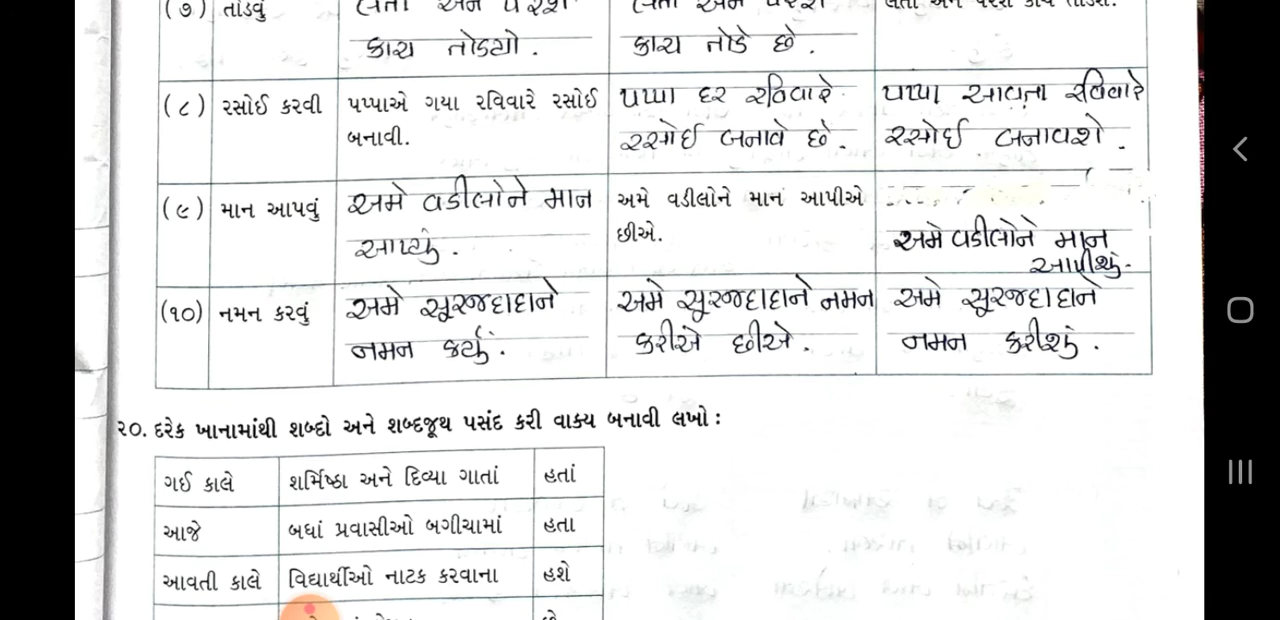 (૭) તોડવું
કાચ તોડ્યો. કાચ તોડે છે.
(૮) રસોઈ કરવી પપ્પાએ ગયા રવિવારે રસોઈ પપ્પા દર રવિવારે પપ્પા આવતા રવિવારે
બનાવી. રસોઈ બનાવે છે. રસોઈ બનાવશે.
(૯) માન આપવું અમે વડીલોને માન અમે વડીલોને માન આપીએ
આપ્યું. છીએ. અમે વડીલોને માન
આપીશું.
(૧૦) નમન કરવું અમે સૂરજદાદાને અમે સૂરજદાદાને નમન અમે સૂરજદાદાને
નમન કર્યું. કરીએ છીએ. નમન કરીશું.
૨૦. દરેક ખાનામાંથી શબ્દો અને શબ્દજૂથ પસંદ કરી વાક્ય બનાવી લખો :
ગઈ કાલે શર્મિષ્ઠા અને દિવ્યા ગાતાં હતાં
આજે બધાં પ્રવાસીઓ બગીચામાં હતા
આવતી કાલે વિદ્યાર્થીઓ નાટક કરવાના હશે